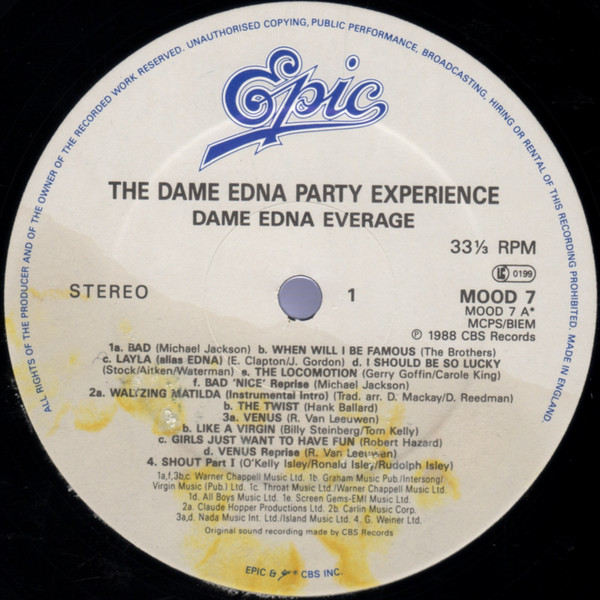 ALL RIGHTS OF THE PRODUCER AND OF THE OWNER OF THE RECORDED WORK RESERVED. UNAUTHORISED COPYING, PUBLIC PERFORMANCE, BROADCASTING, HIRING OR RENTAL OF THIS RECORDING PROHIBITED. MADE IN ENGLAND.
Epic
THE DAME EDNA PARTY EXPERIENCE
DAME EDNA EVERAGE
33⅓ RPM
LC 0199
STEREO
1
MOOD 7
MOOD 7 A*
MCPS/BIEM
℗ 1988 CBS Records
1a. BAD (Michael Jackson) b. WHEN WILL I BE FAMOUS (The Brothers)
c. LAYLA (alias EDNA) (E. Clapton/J. Gordon) d. I SHOULD BE SO LUCKY
(Stock/Aitken/Waterman) e. THE LOCOMOTION (Gerry Goffin/Carole King)
f. BAD 'NICE' Reprise (Michael Jackson)
2a. WALTZING MATILDA (Instrumental Intro) (Trad. arr D. Mackay/D. Reedman)
b. THE TWIST (Hank Ballard)
3a. VENUS (R. Van Leeuwen)
b. LIKE A VIRGIN (Billy Steinberg/Tom Kelly)
c. GIRLS JUST WANT TO HAVE FUN (Robert Hazard)
d. VENUS Reprise (R. Van Leeuwen)
4. SHOUT Part I (O'Kelly Isley/Ronald Isley/Rudolph Isley)
1a,f,3b,c. Warner Chappell Music Ltd. 1b. Graham Music Pub./Intersong/
Virgin Music (Pub.) Ltd. 1c. Throat Music Ltd./Warner Chappell Music Ltd.
1d. All Boys Music Ltd. 1e. Screen Gems-EMI Music Ltd.
2a. Claude Hopper Productions Ltd. 2b. Carlin Music Corp.
3a,d. Nada Music Int. Ltd./Island Music Ltd. 4. G. Weiner Ltd.
Original sound recording made by CBS Records
EPIC & CBS INC.